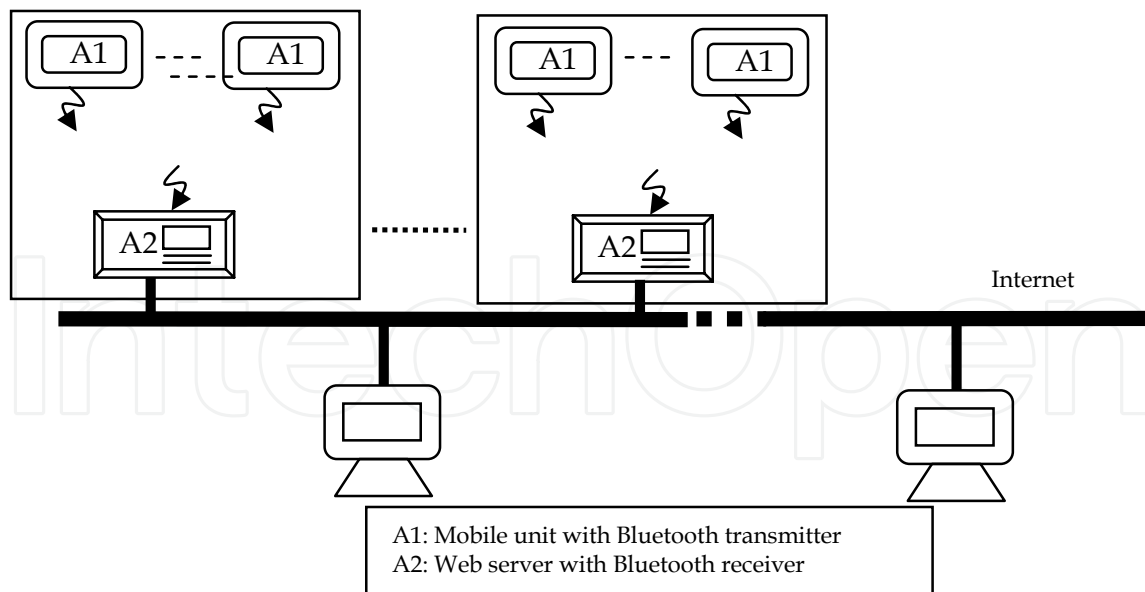 A1 A1 A1 A1
A2 A2
Internet
IntechOpen
A1: Mobile unit with Bluetooth transmitter
A2: Web server with Bluetooth receiver